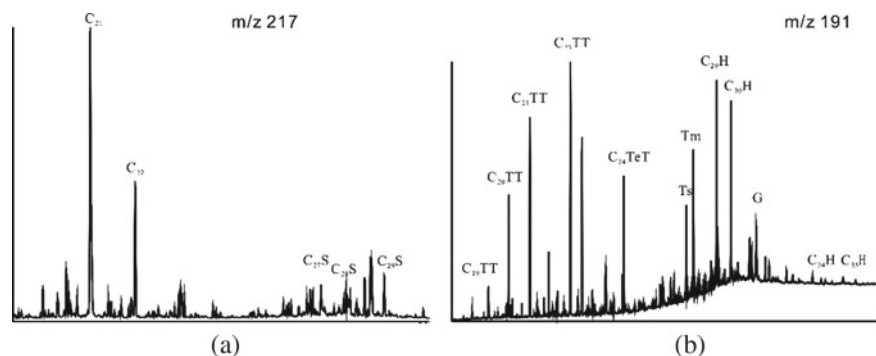 m/z 217
C₂₁
C₂₂
C₂₇S
C₂₈S
C₂₉S
(a)
m/z 191
C₁₉TT
C₂₀TT
C₂₁TT
C₂₃TT
C₂₄TeT
Ts
Tm
C₂₉H
C₃₀H
G
C₃₄H
C₃₅H
(b)